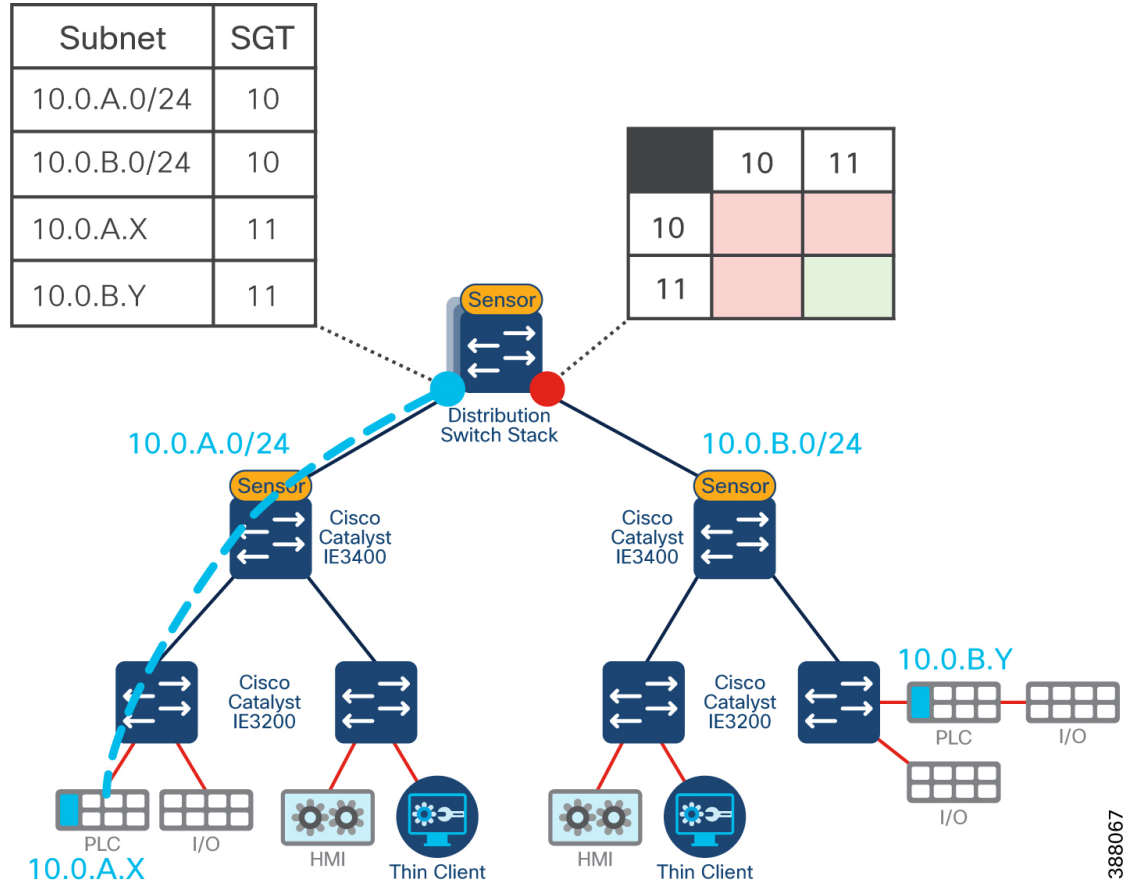 Subnet SGT
10.0.A.0/24 10
10.0.B.0/24 10
10.0.A.X 11
10.0.B.Y 11
10 11
10
11
Sensor
Distribution
Switch Stack
10.0.A.0/24
10.0.B.0/24
Sensor
Cisco
Catalyst
IE3400
Sensor
Cisco
Catalyst
IE3400
Cisco
Catalyst
IE3200
Cisco
Catalyst
IE3200
10.0.B.Y
PLC
I/O
I/O
PLC
I/O
HMI
Thin Client
HMI
Thin Client
10.0.A.X
388067